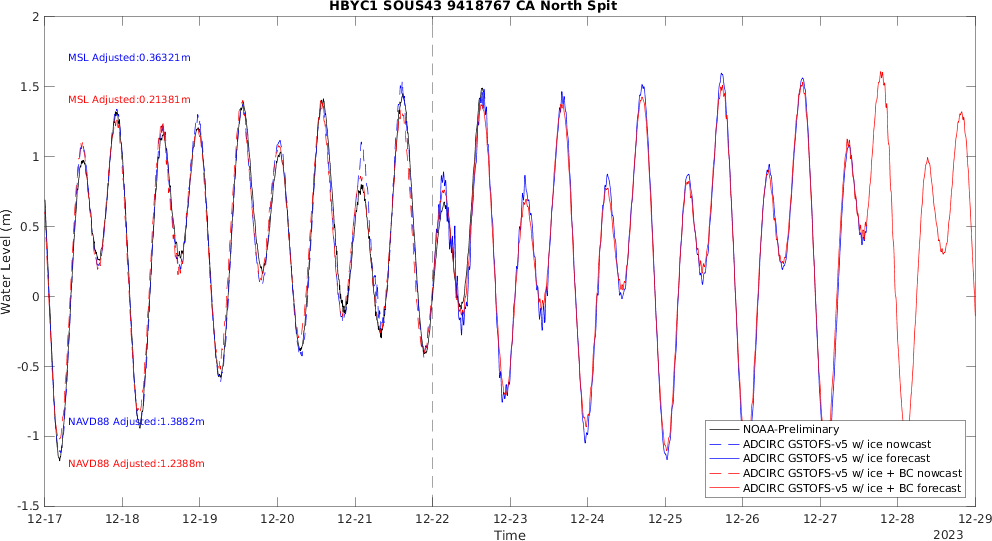 HBYC1 SOUS43 9418767 CA North Spit
2
1.5
1
0.5
0
-0.5
-1
-1.5
Water Level (m)
MSL Adjusted:0.36321m
MSL Adjusted:0.21381m
NAVD88 Adjusted:1.3882m
NAVD88 Adjusted:1.2388m
NOAA-Preliminary
ADCIRC GSTOFS-v5 w/ ice nowcast
ADCIRC GSTOFS-v5 w/ ice forecast
ADCIRC GSTOFS-v5 w/ ice + BC nowcast
ADCIRC GSTOFS-v5 w/ ice + BC forecast
12-17 12-18 12-19 12-20 12-21 12-22 12-23 12-24 12-25 12-26 12-27 12-28 12-29
Time
2023